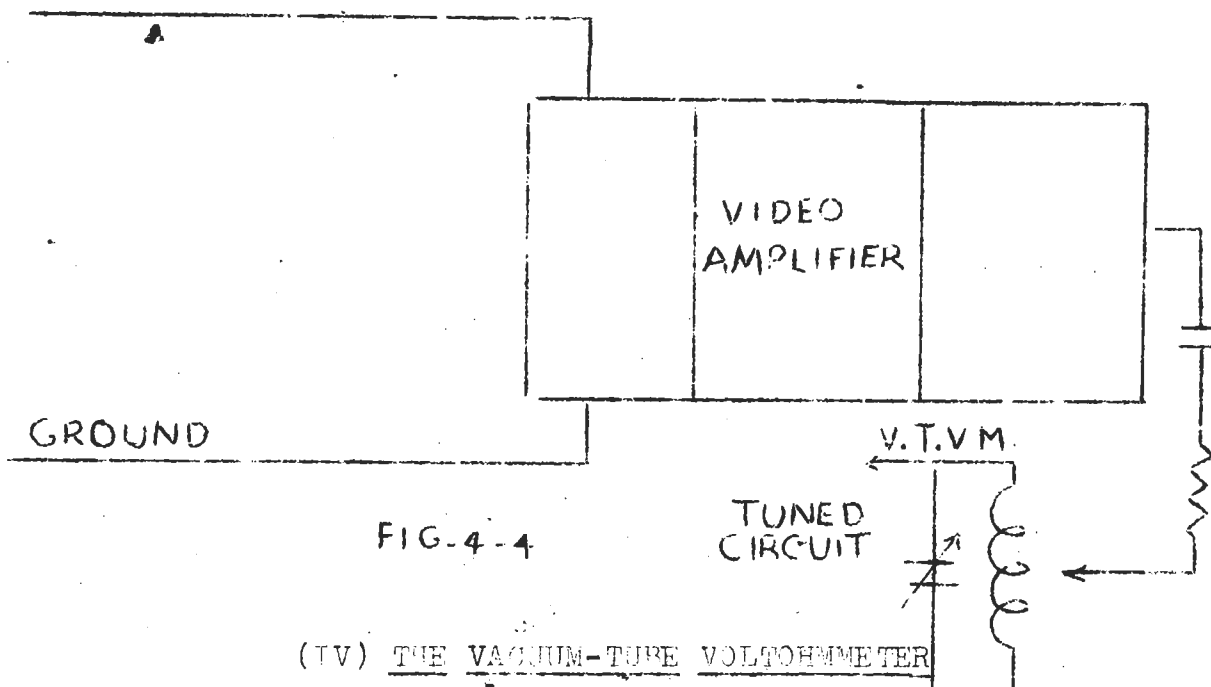 VIDEO
AMPLIFIER
GROUND
V.T.V M.
TUNED
CIRCUIT
FIG-4-4
(IV) THE VACUUM-TUBE VOLTOHMMETER